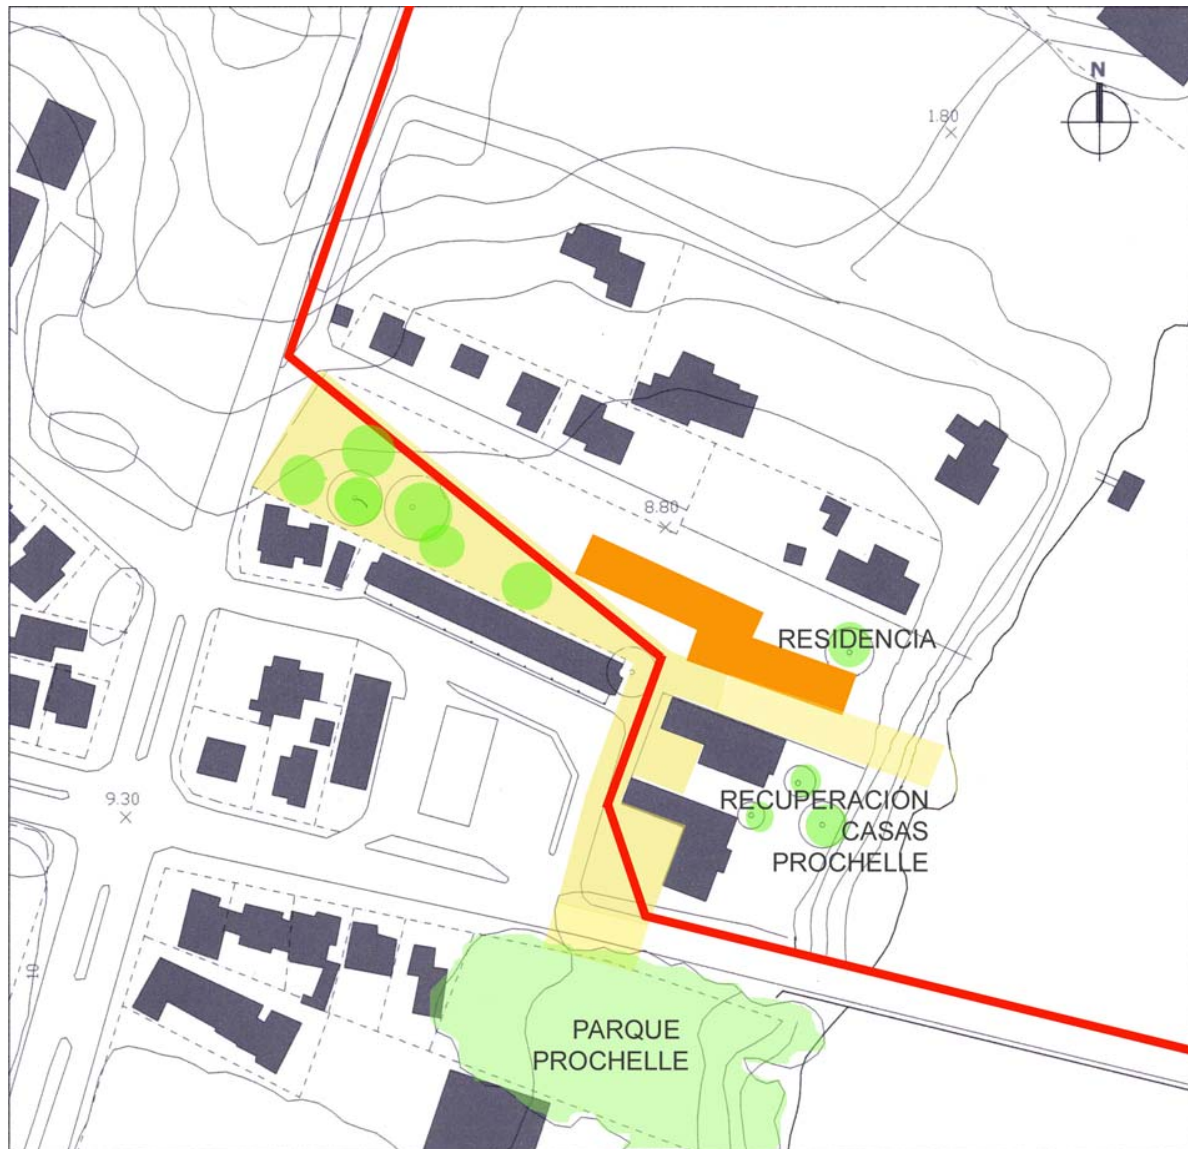 N
1.80
8.80
RESIDENCIA
9.30
RECUPERACION
CASAS
PROCHELLE
10
PARQUE
PROCHELLE